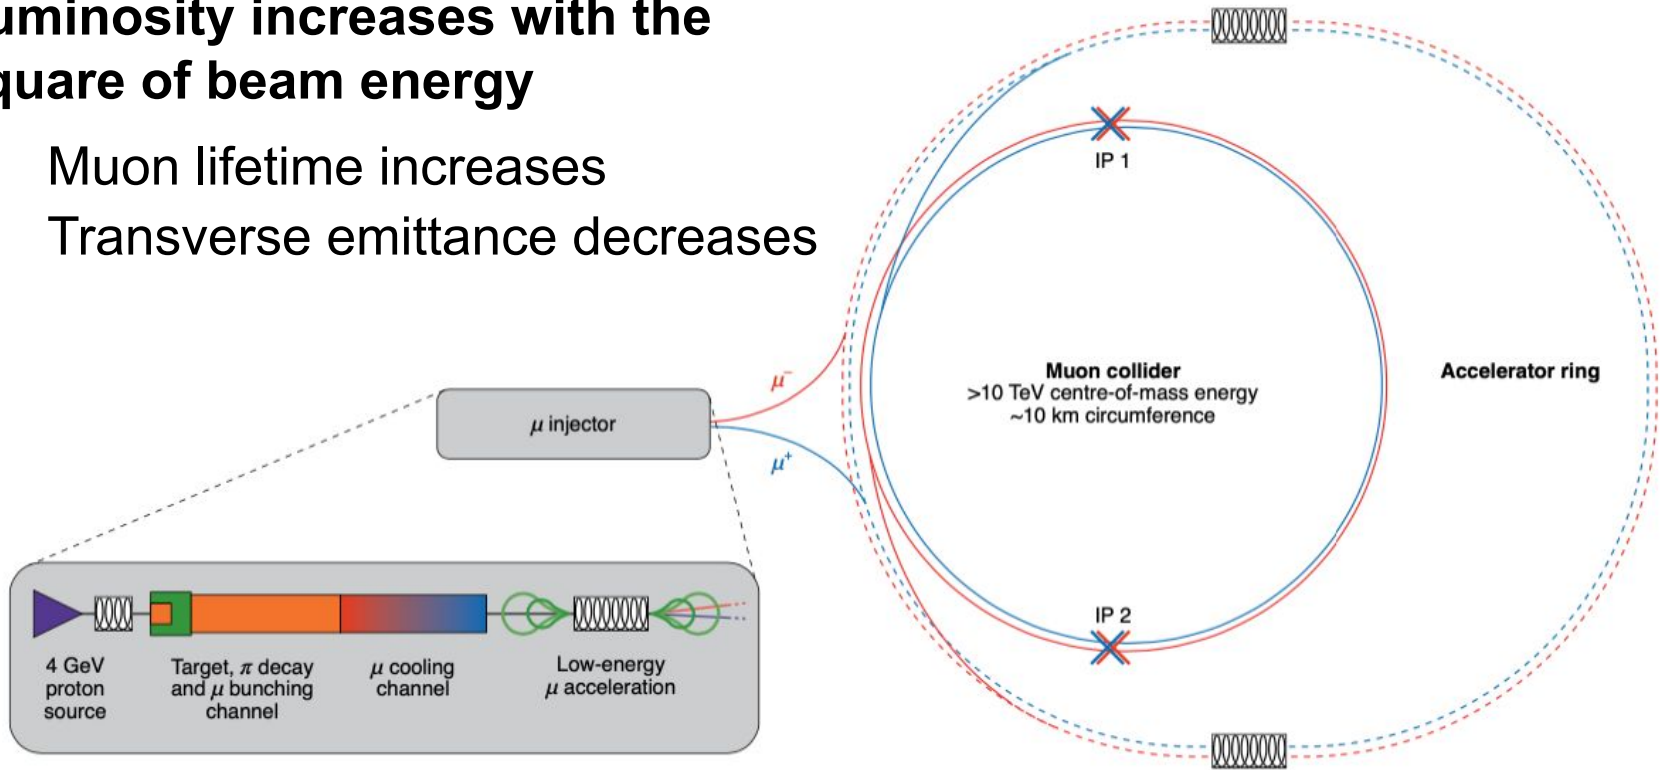 uminosity increases with the
quare of beam energy
Muon lifetime increases
Transverse emittance decreases
IP 1
Muon collider
>10 TeV centre-of-mass energy
~10 km circumference
Accelerator ring
μ⁻
μ injector
μ⁺
IP 2
4 GeV
proton
source
Target, π decay
and μ bunching
channel
μ cooling
channel
Low-energy
μ acceleration